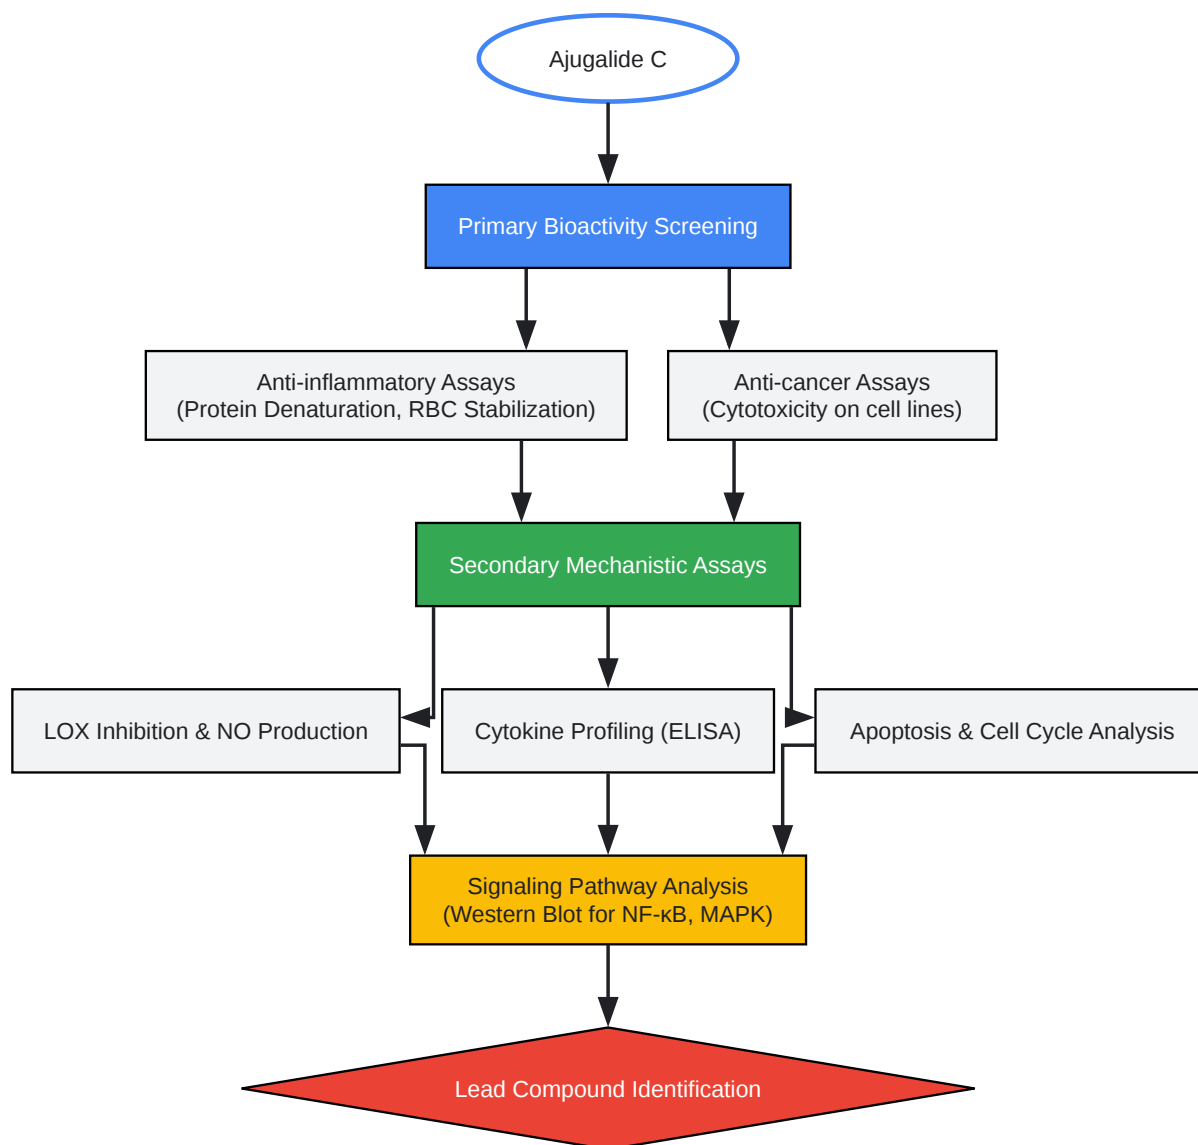 Ajugalide C
Primary Bioactivity Screening
Anti-inflammatory Assays
(Protein Denaturation, RBC Stabilization)
Anti-cancer Assays
(Cytotoxicity on cell lines)
Secondary Mechanistic Assays
LOX Inhibition & NO Production
Cytokine Profiling (ELISA)
Apoptosis & Cell Cycle Analysis
Signaling Pathway Analysis
(Western Blot for NF-κB, MAPK)
Lead Compound Identification